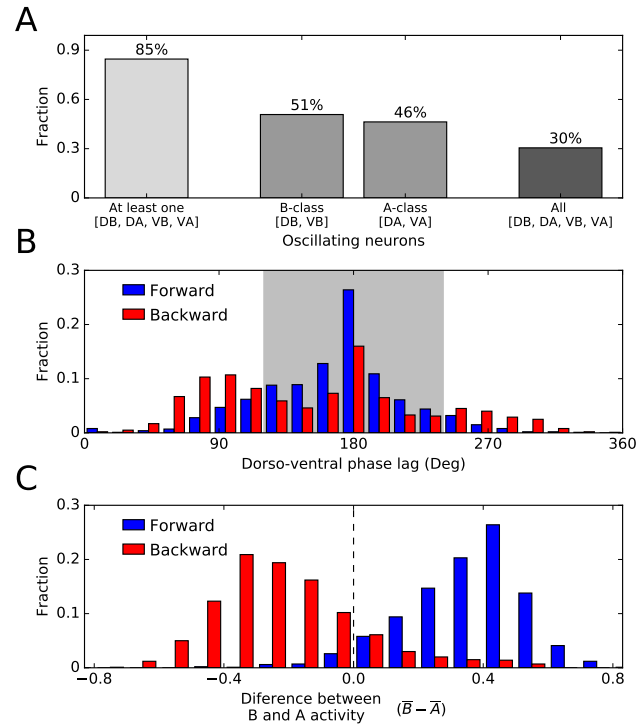 A
0.9
0.6
0.3
0
Fraction
85%
51%
46%
30%
At least one
[DB, DA, VB, VA]
B-class
[DB, VB]
A-class
[DA, VA]
All
[DB, DA, VB, VA]
Oscillating neurons
B
0.3
0.2
0.1
0.0
Fraction
Forward
Backward
0 90 180 270 360
Dorso-ventral phase lag (Deg)
C
0.3
0.2
0.1
0
Fraction
Forward
Backward
−0.8 −0.4 0.0 0.4 0.8
Diference between
B and A activity (B̅ − A̅)